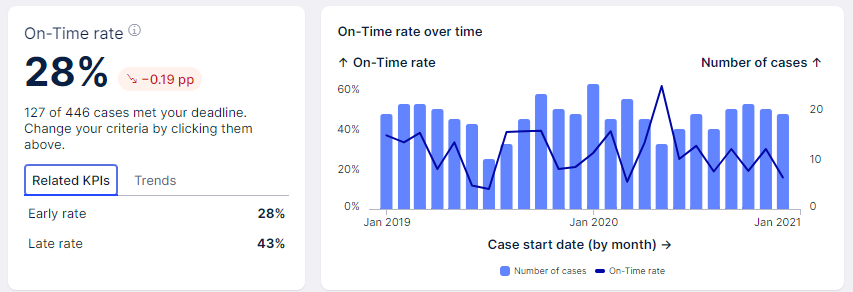 On-Time rate
28%
−0.19 pp
127 of 446 cases met your deadline.
Change your criteria by clicking them
above.
Related KPIs
Trends
Early rate 28%
Late rate 43%
On-Time rate over time
↑ On-Time rate
Number of cases ↑
60%
40%
20%
0%
20
10
0
Jan 2019
Jan 2020
Jan 2021
Case start date (by month) →
Number of cases
On-Time rate